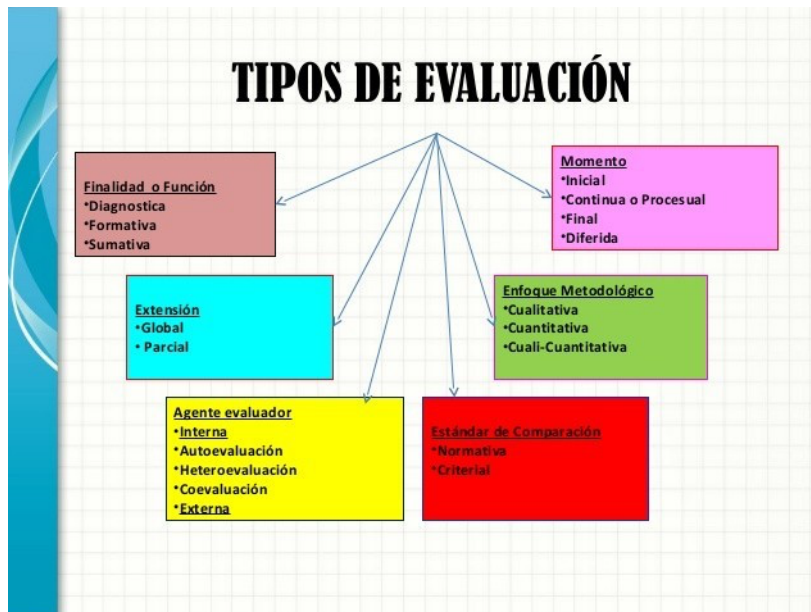 TIPOS DE EVALUACIÓN
Finalidad o Función
•Diagnostica
•Formativa
•Sumativa
Momento
•Inicial
•Continua o Procesual
•Final
•Diferida
Extensión
•Global
• Parcial
Enfoque Metodológico
•Cualitativa
•Cuantitativa
•Cuali-Cuantitativa
Agente evaluador
•Interna
•Autoevaluación
•Heteroevaluación
•Coevaluación
•Externa
Estándar de Comparación
•Normativa
•Criterial